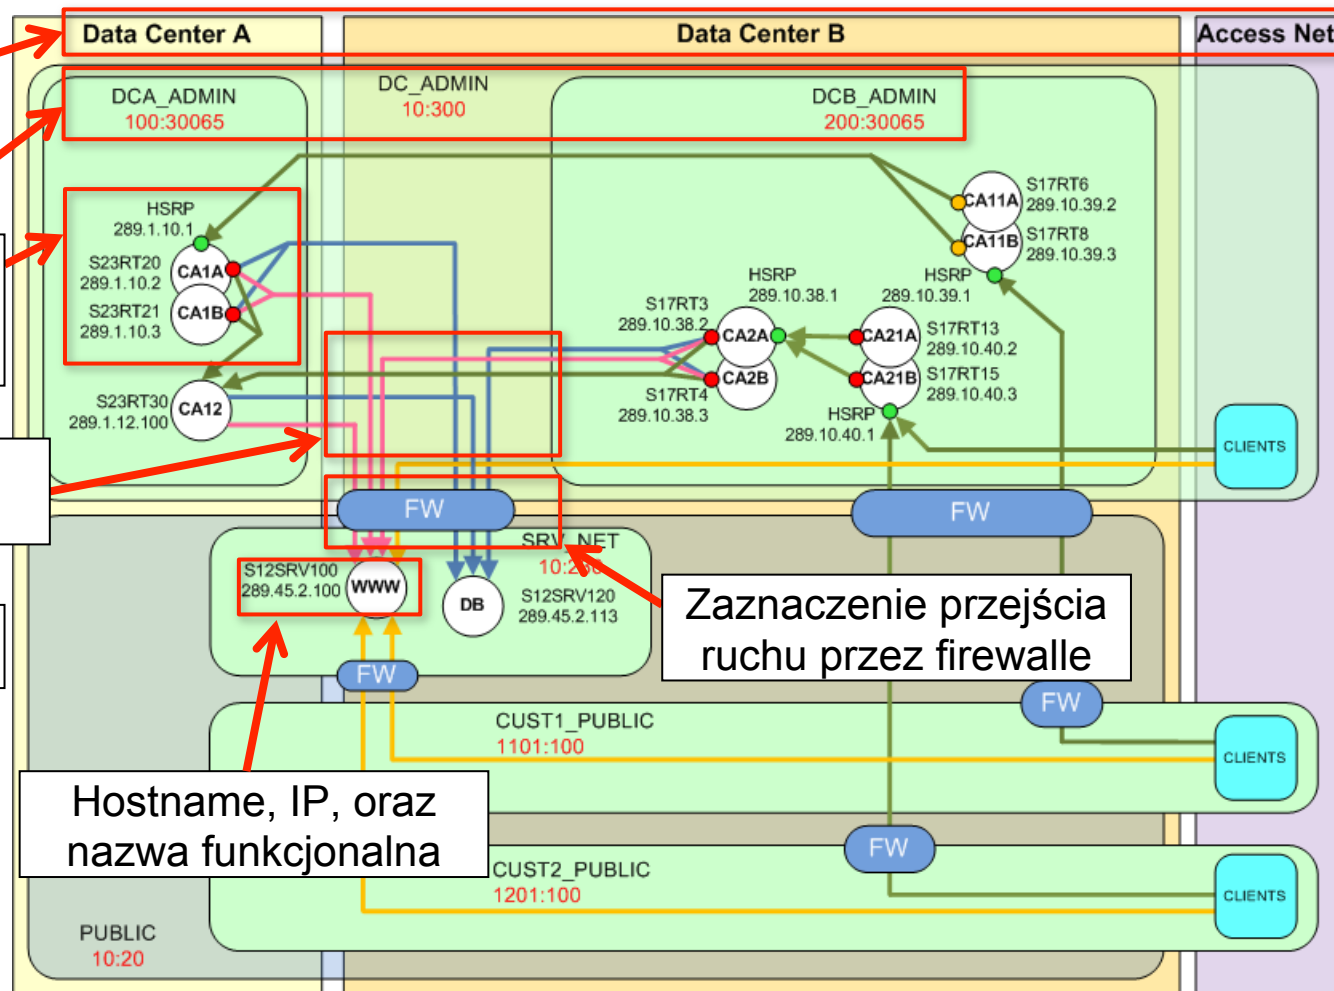 Data Center A
Data Center B
Access Net
DCA_ADMIN
100:30065
DC_ADMIN
10:300
DCB_ADMIN
200:30065
HSRP
289.1.10.1
S23RT20
289.1.10.2
CA1A
S23RT21
289.1.10.3
CA1B
S23RT30
289.1.12.100
CA12
CA11A
S17RT6
289.10.39.2
CA11B
S17RT8
289.10.39.3
HSRP
289.10.39.1
HSRP
289.10.38.1
S17RT3
289.10.38.2
CA2A
CA2B
S17RT4
289.10.38.3
CA21A
S17RT13
289.10.40.2
CA21B
S17RT15
289.10.40.3
HSRP
289.10.40.1
CLIENTS
FW
FW
SRV_NET
S12SRV100
289.45.2.100
WWW
DB
S12SRV120
289.45.2.113
Zaznaczenie przejścia
ruchu przez firewalle
FW
FW
CUST1_PUBLIC
1101:100
CLIENTS
Hostname, IP, oraz
nazwa funkcjonalna
FW
CUST2_PUBLIC
1201:100
CLIENTS
PUBLIC
10:20